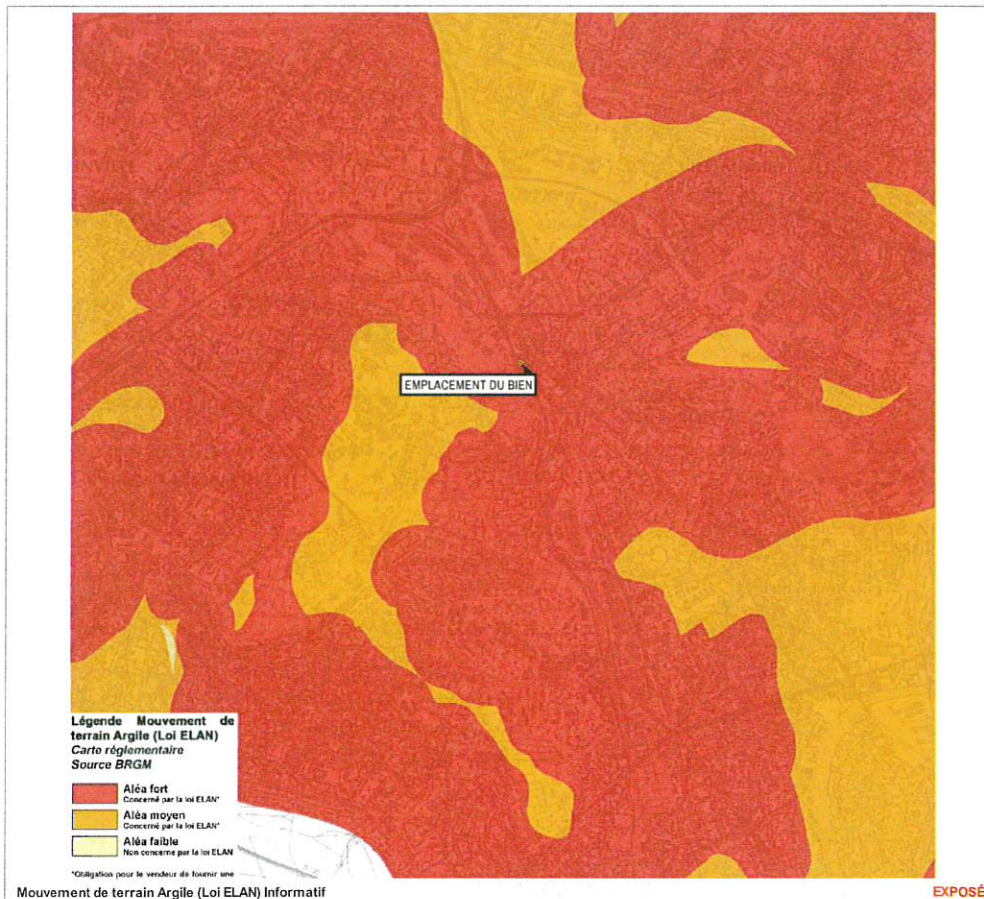 EMPLACEMENT DU BIEN
Légende Mouvement de
terrain Argile (Loi ELAN)
Carte réglementaire
Source BRGM
Aléa fort
Concerné par la loi ELAN*
Aléa moyen
Concerné par la loi ELAN*
Aléa faible
Non concerné par la loi ELAN
*Obligation pour le vendeur de fournir une
Mouvement de terrain Argile (Loi ELAN) Informatif
EXPOSÉ